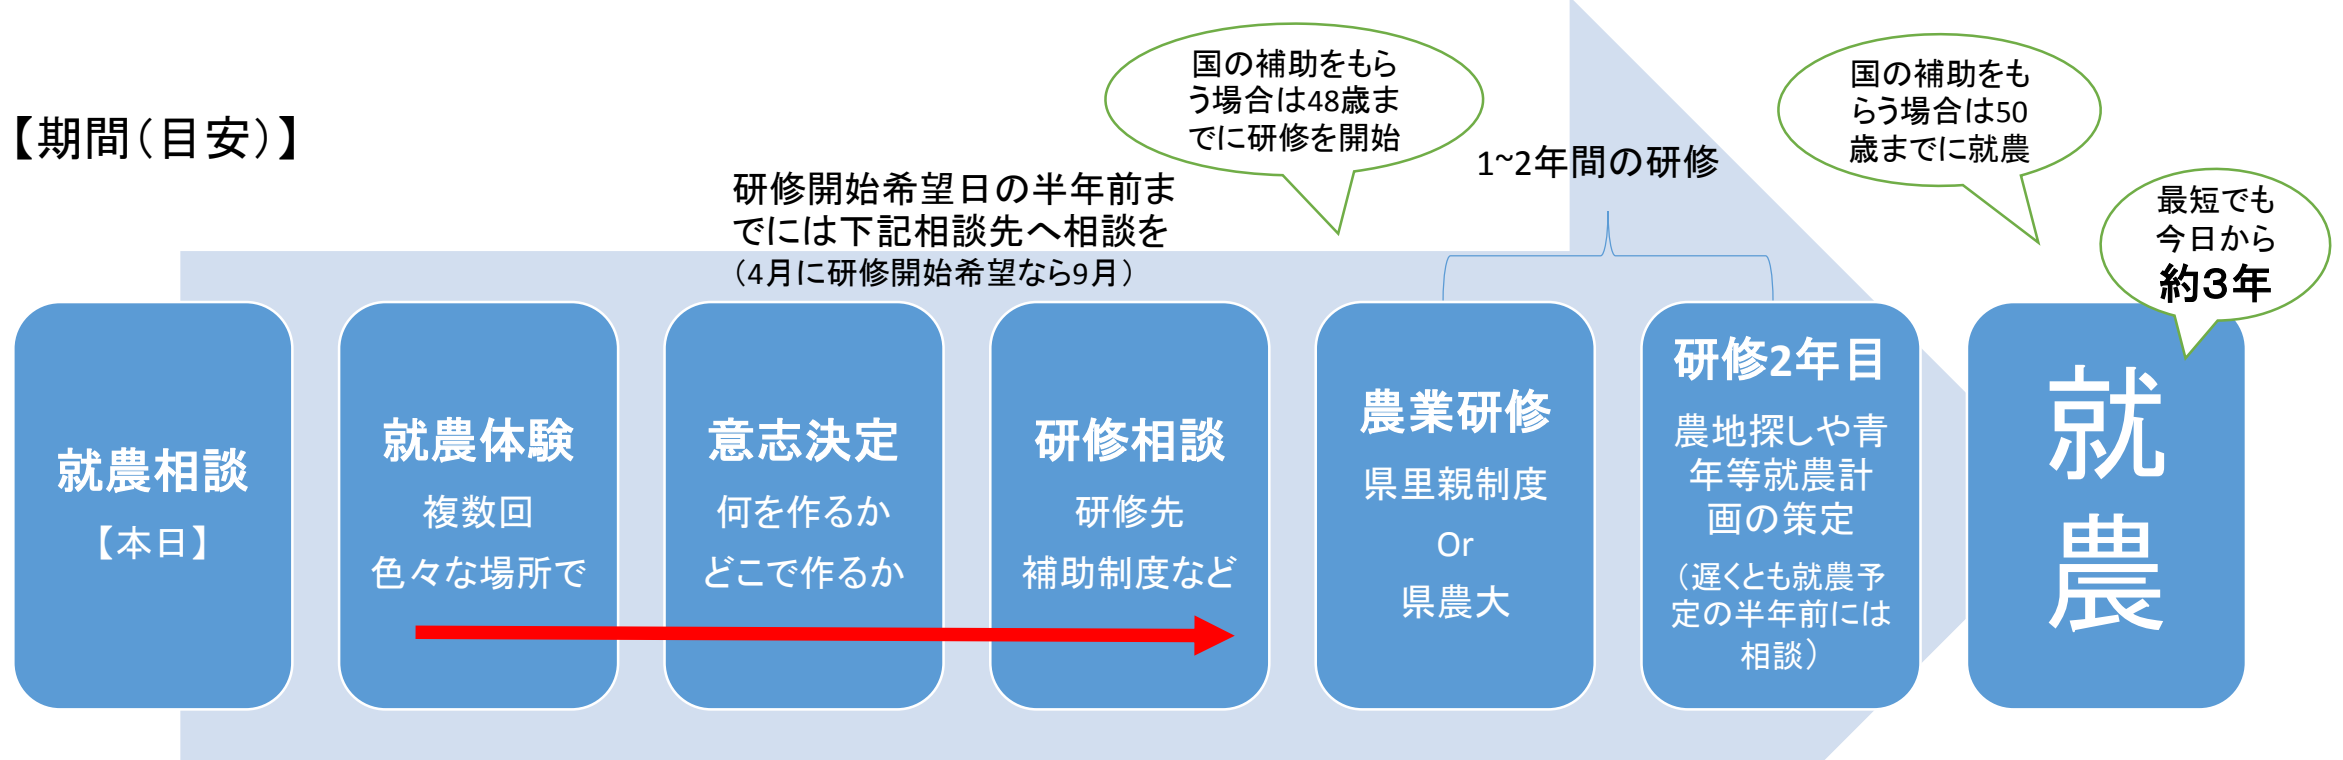 【期間（目安）】
国の補助をもら
う場合は48歳ま
でに研修を開始
国の補助をも
らう場合は50
歳までに就農
最短でも
今日から
約３年
研修開始希望日の半年前ま
でには下記相談先へ相談を
（4月に研修開始希望なら9月）
1~2年間の研修
就農相談
【本日】
就農体験
複数回
色々な場所で
意志決定
何を作るか
どこで作るか
研修相談
研修先
補助制度など
農業研修
県里親制度
Or
県農大
研修2年目
農地探しや青
年等就農計
画の策定
（遅くとも就農予
定の半年前には
相談）
就
農